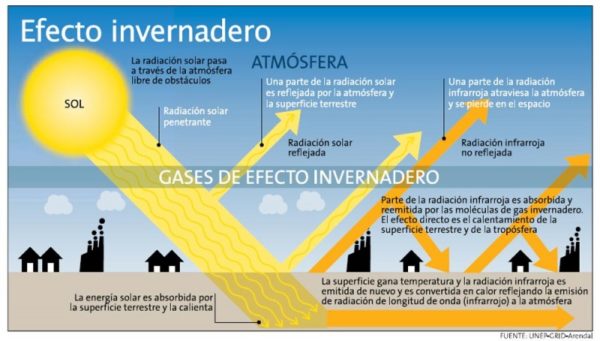 Efecto invernadero
La radiación solar pasa
a través de la atmósfera
libre de obstáculos
SOL
Radiación solar
penetrante
ATMÓSFERA
Una parte de la radiación solar
es reflejada por la atmósfera y
la superficie terrestre
Radiación solar
reflejada
Una parte de la radiación
infrarroja atraviesa la atmósfera
y se pierde en el espacio
Radiación infrarroja
no reflejada
GASES DE EFECTO INVERNADERO
Parte de la radiación infrarroja es absorbida y
reemitida por las moléculas de gas invernadero.
El efecto directo es el calentamiento de la
superficie terrestre y de la tropósfera
La energía solar es absorbida por
la superficie terrestre y la calienta
La superficie gana temperatura y la radiación infrarroja es
emitida de nuevo y es convertida en calor reflejando la emisión
de radiación de longitud de onda (infrarrojo) a la atmósfera
FUENTE: UNEP-GRID-Arendal